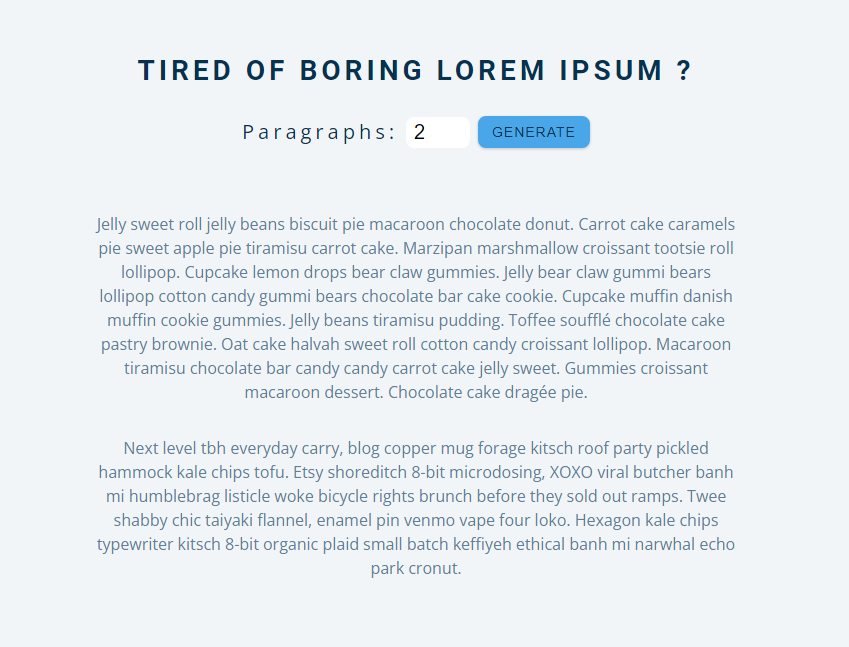 TIRED OF BORING LOREM IPSUM ?
Paragraphs: 2 GENERATE
Jelly sweet roll jelly beans biscuit pie macaroon chocolate donut. Carrot cake caramels
pie sweet apple pie tiramisu carrot cake. Marzipan marshmallow croissant tootsie roll
lollipop. Cupcake lemon drops bear claw gummies. Jelly bear claw gummi bears
lollipop cotton candy gummi bears chocolate bar cake cookie. Cupcake muffin danish
muffin cookie gummies. Jelly beans tiramisu pudding. Toffee soufflé chocolate cake
pastry brownie. Oat cake halvah sweet roll cotton candy croissant lollipop. Macaroon
tiramisu chocolate bar candy candy carrot cake jelly sweet. Gummies croissant
macaroon dessert. Chocolate cake dragée pie.
Next level tbh everyday carry, blog copper mug forage kitsch roof party pickled
hammock kale chips tofu. Etsy shoreditch 8-bit microdosing, XOXO viral butcher banh
mi humblebrag listicle woke bicycle rights brunch before they sold out ramps. Twee
shabby chic taiyaki flannel, enamel pin venmo vape four loko. Hexagon kale chips
typewriter kitsch 8-bit organic plaid small batch keffiyeh ethical banh mi narwhal echo
park cronut.